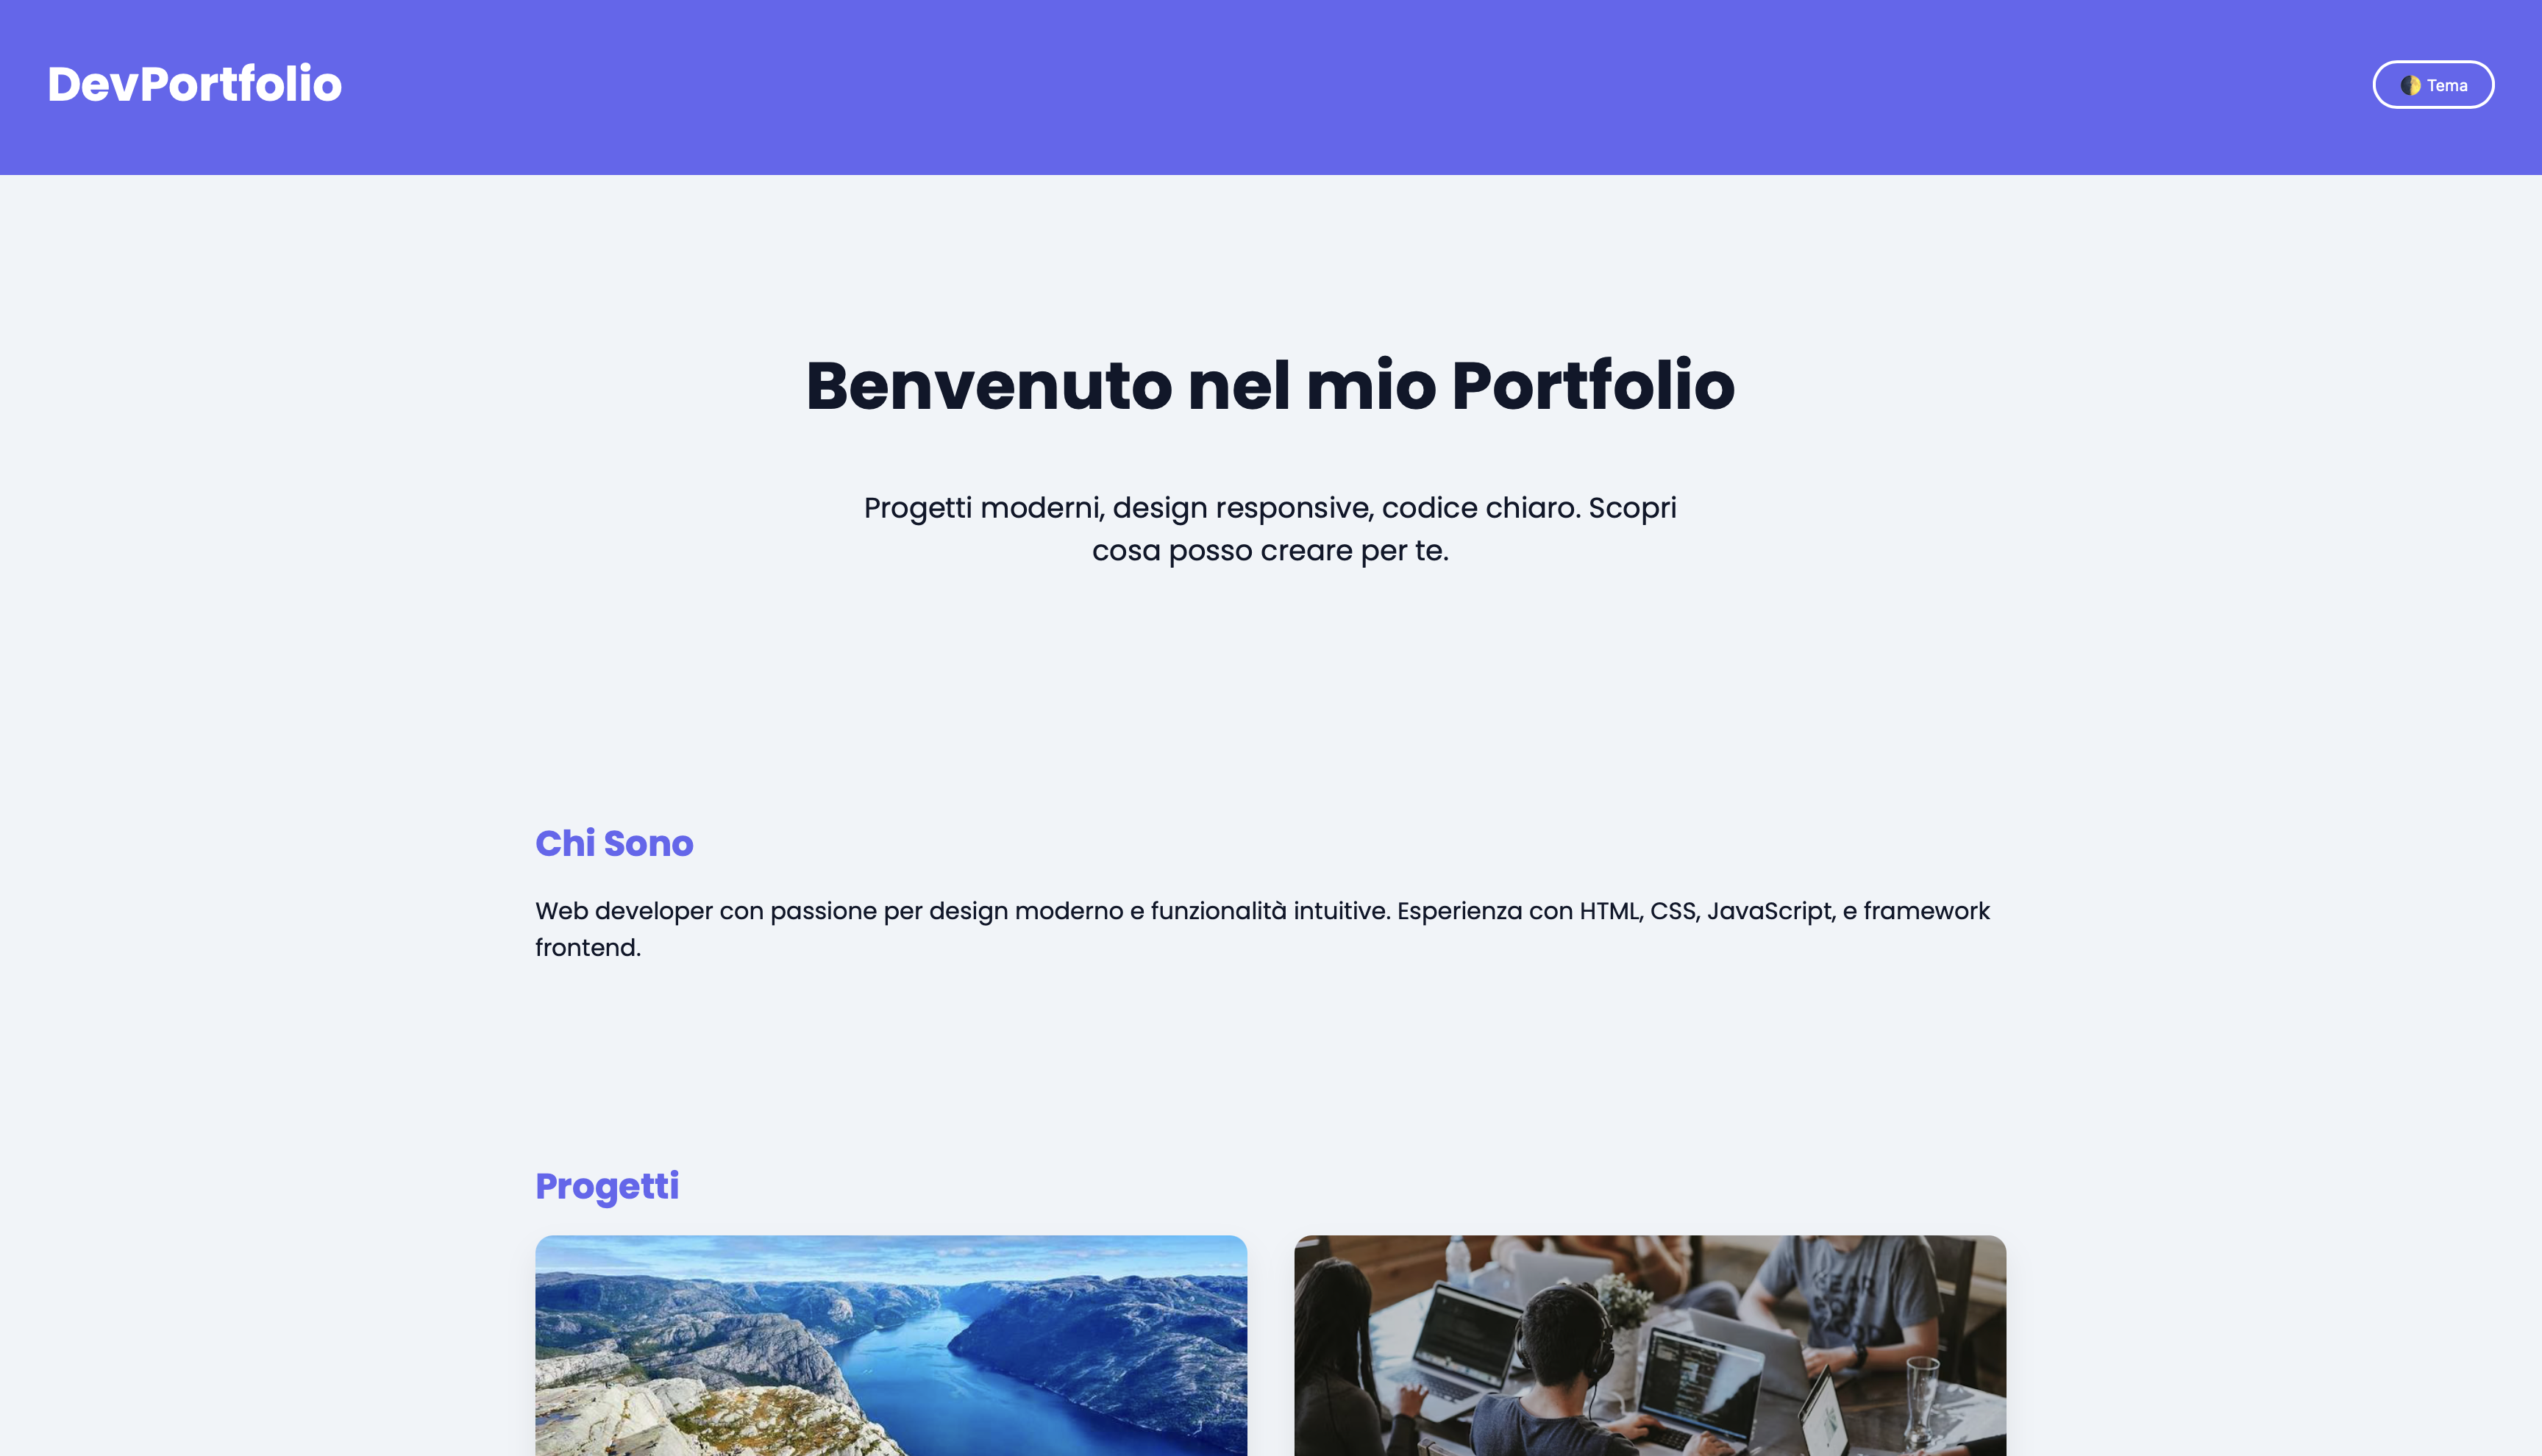 DevPortfolio
🌓 Tema
Benvenuto nel mio Portfolio
Progetti moderni, design responsive, codice chiaro. Scopri
cosa posso creare per te.
Chi Sono
Web developer con passione per design moderno e funzionalità intuitive. Esperienza con HTML, CSS, JavaScript, e framework
frontend.
Progetti